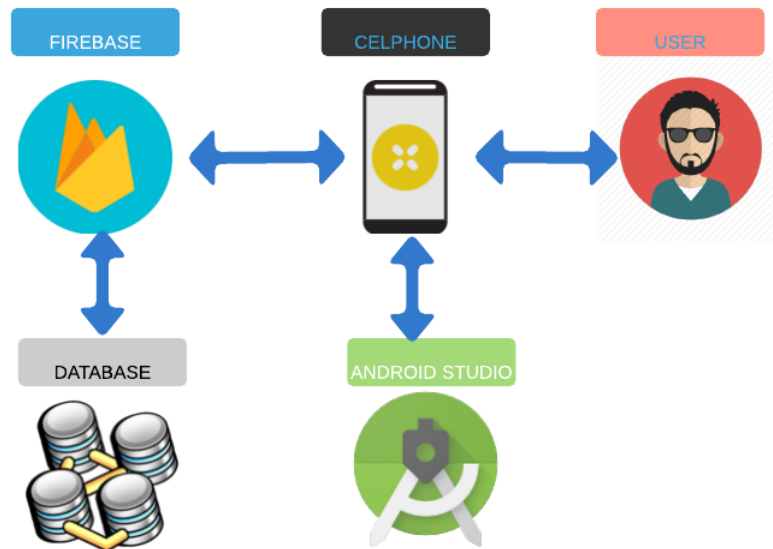 FIREBASE
CELPHONE
USER
DATABASE
ANDROID STUDIO